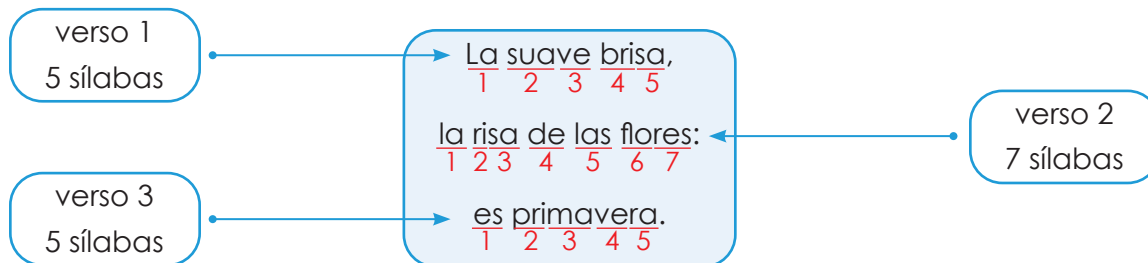 verso 1
5 sílabas
La suave brisa,
1 2 3 4 5
verso 2
7 sílabas
la risa de las flores:
1 2 3 4 5 6 7
verso 3
5 sílabas
es primavera.
1 2 3 4 5